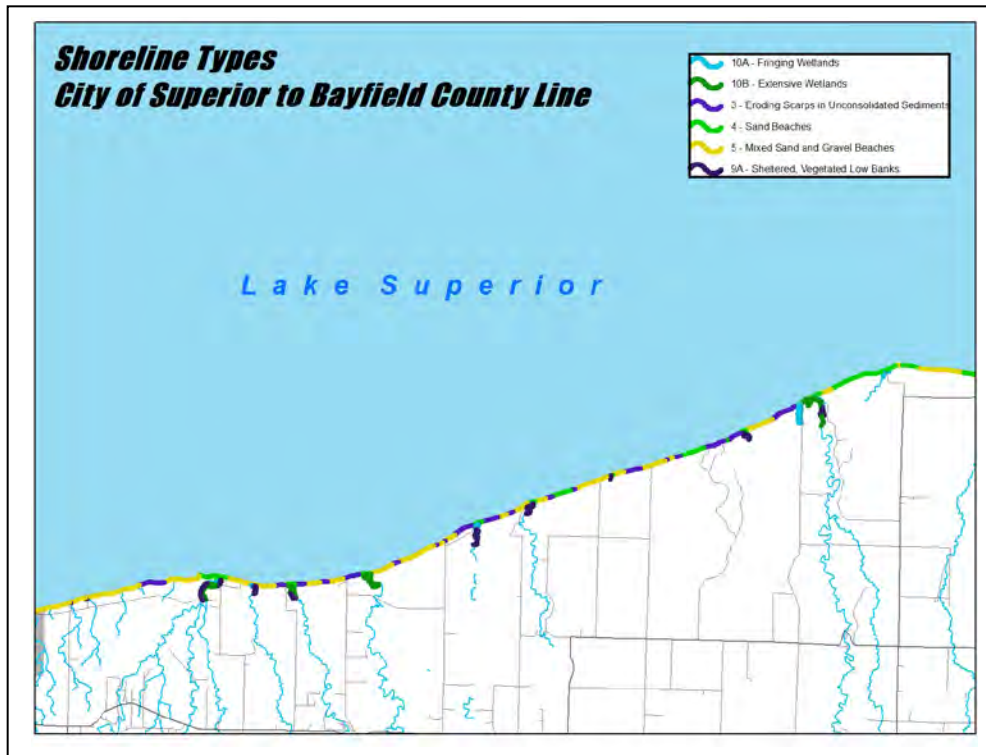 Shoreline Types
City of Superior to Bayfield County Line
10A - Fringing Wetlands
10B - Extensive Wetlands
3 - Eroding Scarps in Unconsolidated Sediments
4 - Sand Beaches
5 - Mixed Sand and Gravel Beaches
9A - Sheltered, Vegetated Low Banks
Lake Superior